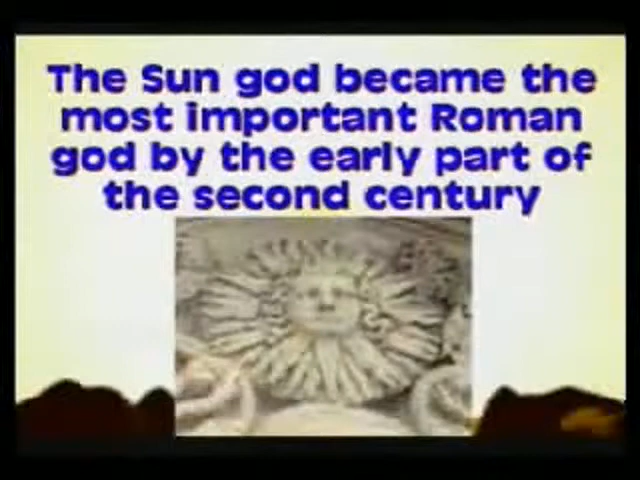 The Sun god became the
most important Roman
god by the early part of
the second century